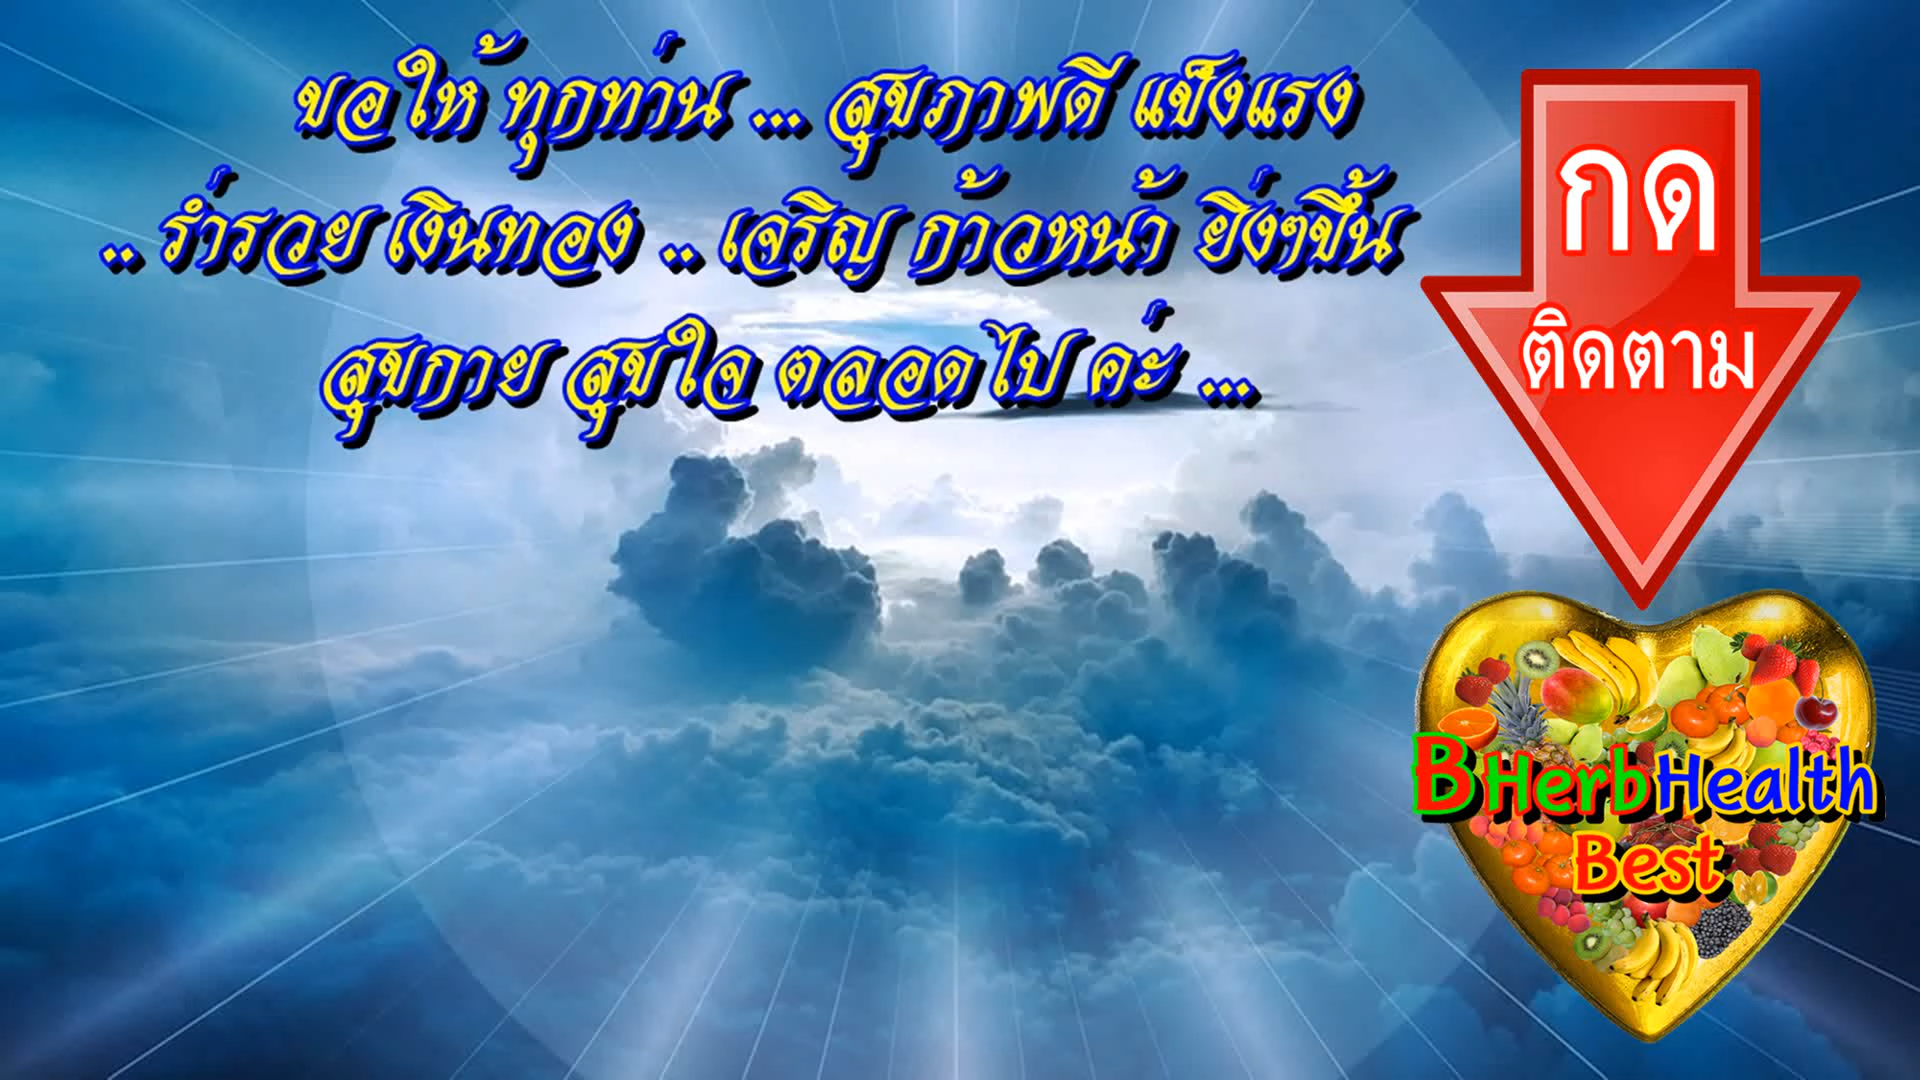 ขอให้ ทุกท่าน ... สุขภาพดี แข็งแรง
.. ร่ำรวย เงินทอง .. เจริญ ก้าวหน้า ยิ่งๆขึ้น
สุขกาย สุขใจ ตลอดไป ค่ะ ...
กด
ติดตาม
B Herb Health
Best